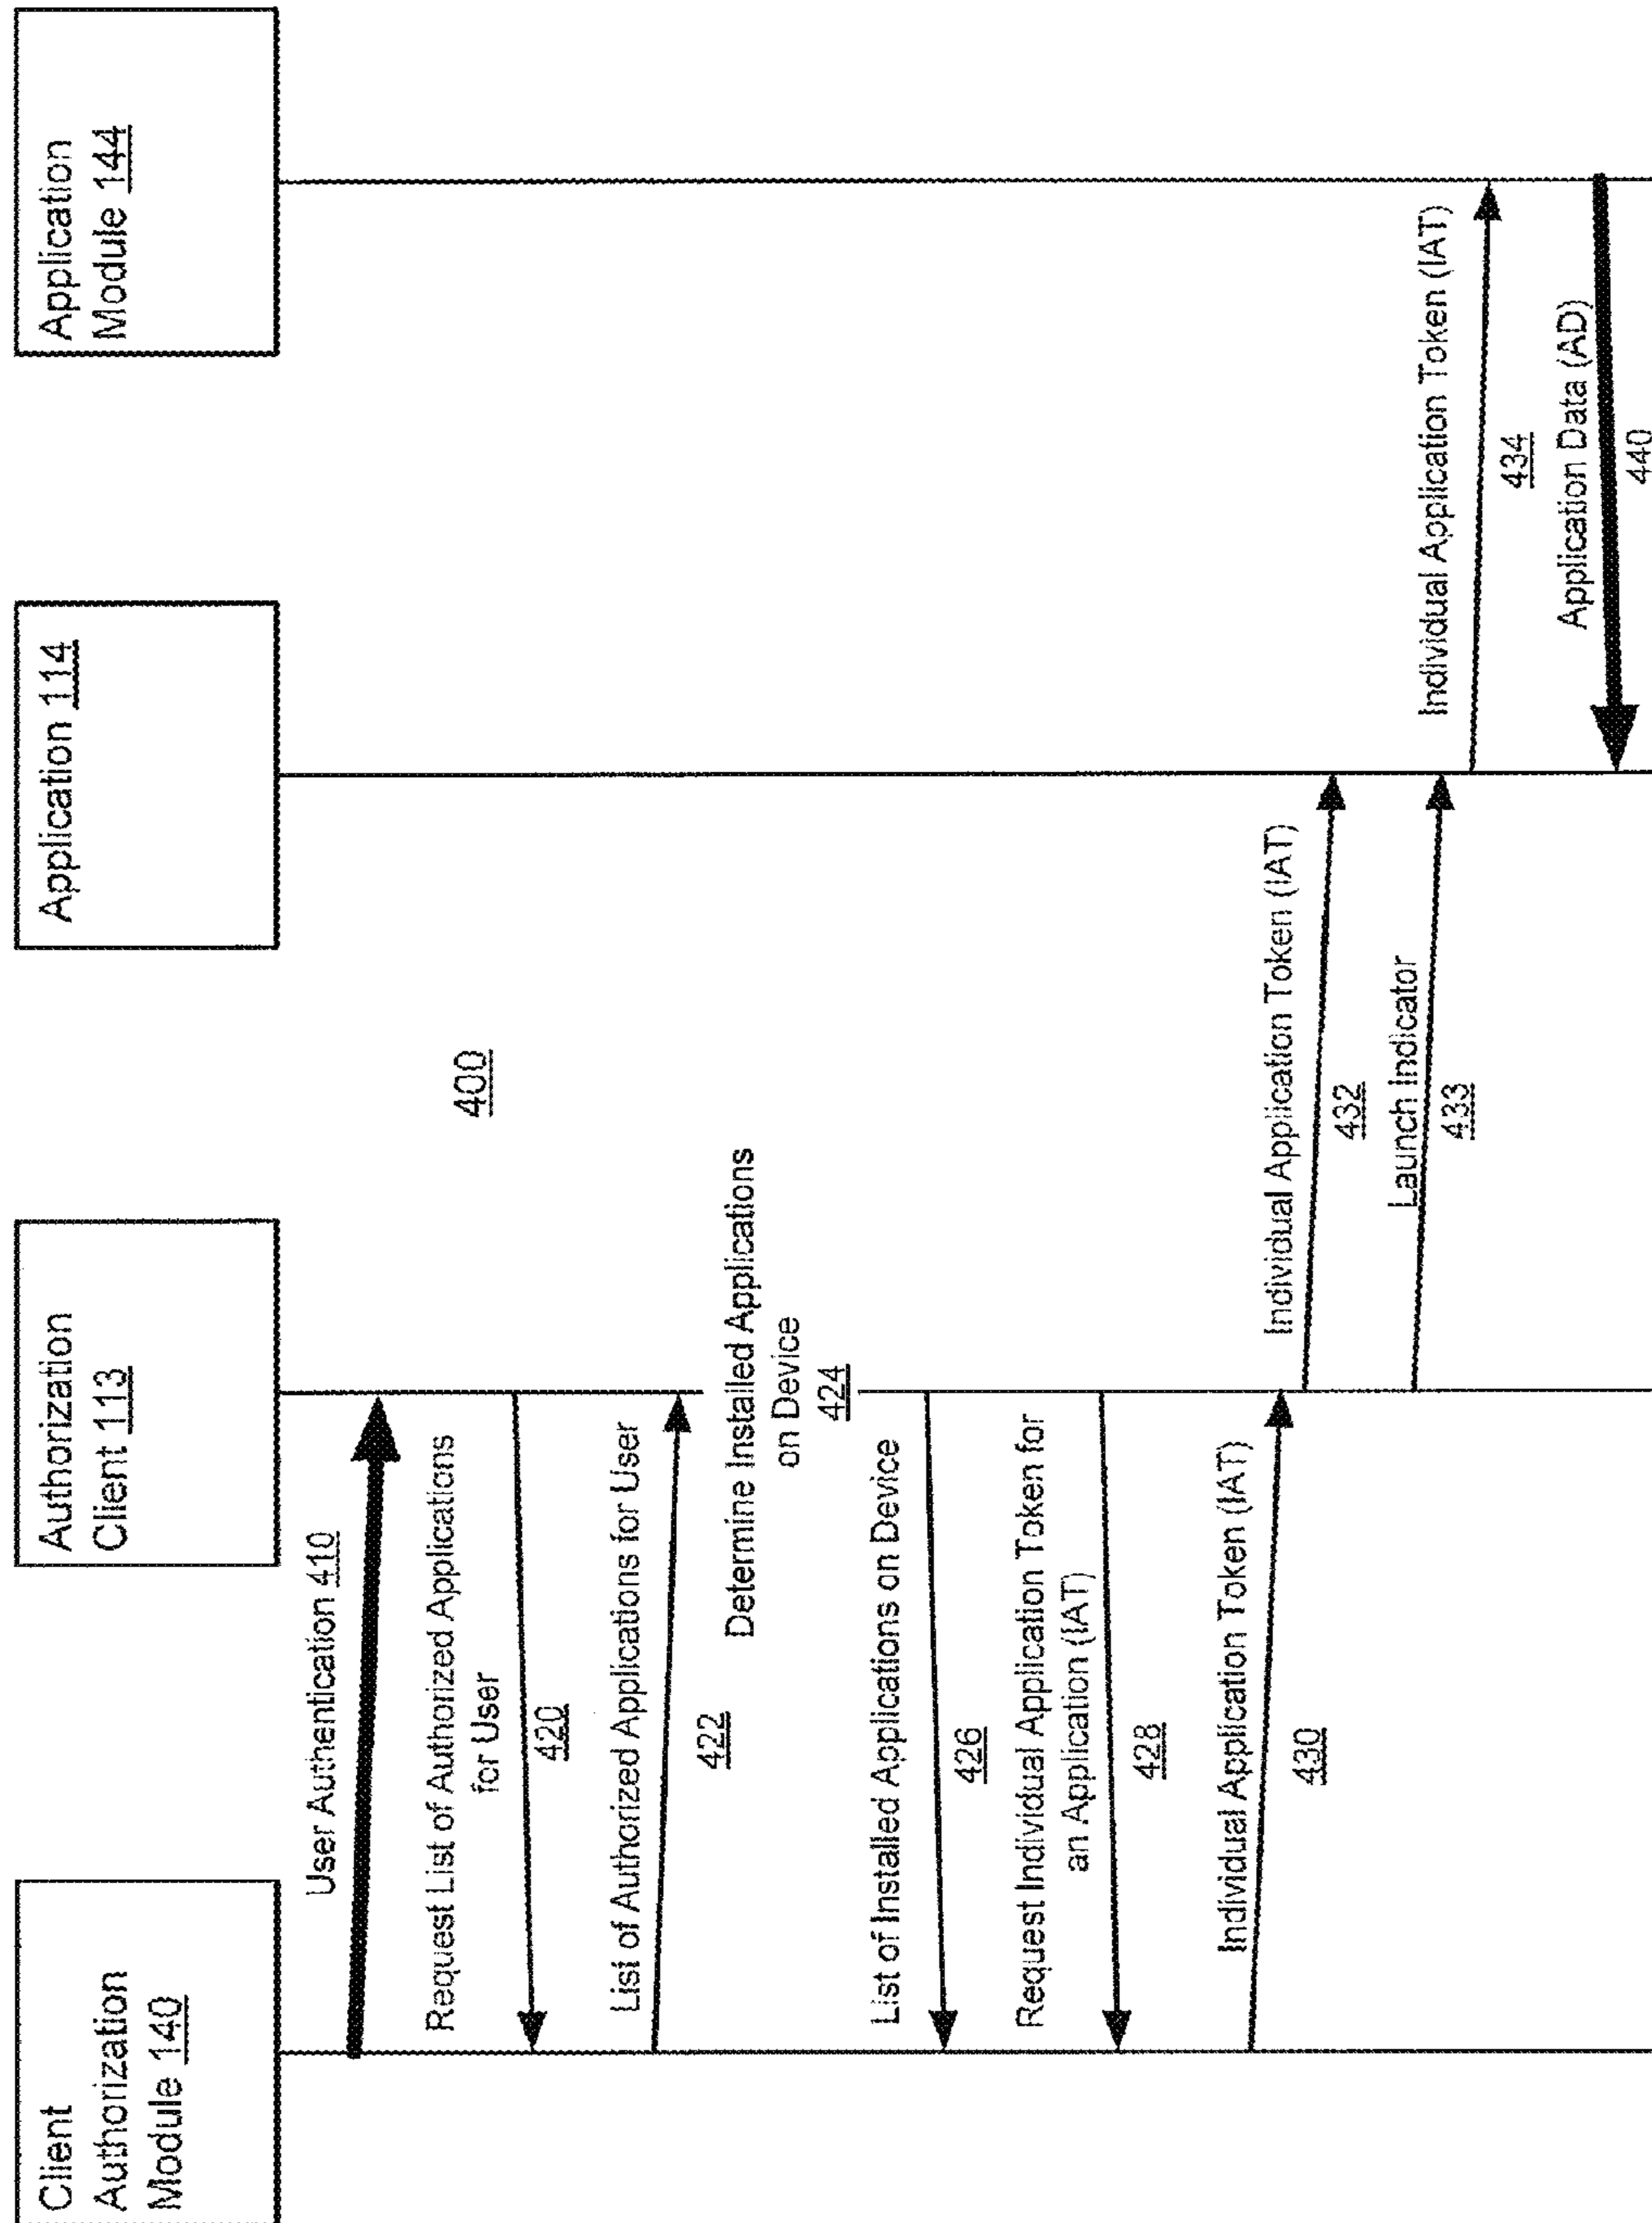 Client
Authorization
Module 140
Authorization
Client 113
Application 114
Application
Module 144
User Authentication 410
400
Request List of Authorized Applications
for User
420
List of Authorized Applications for User
422
Determine Installed Applications
on Device
424
List of Installed Applications on Device
426
Request Individual Application Token for
an Application (IAT)
428
Individual Application Token (IAT)
430
Individual Application Token (IAT)
432
Launch Indicator
433
Individual Application Token (IAT)
434
Application Data (AD)
440